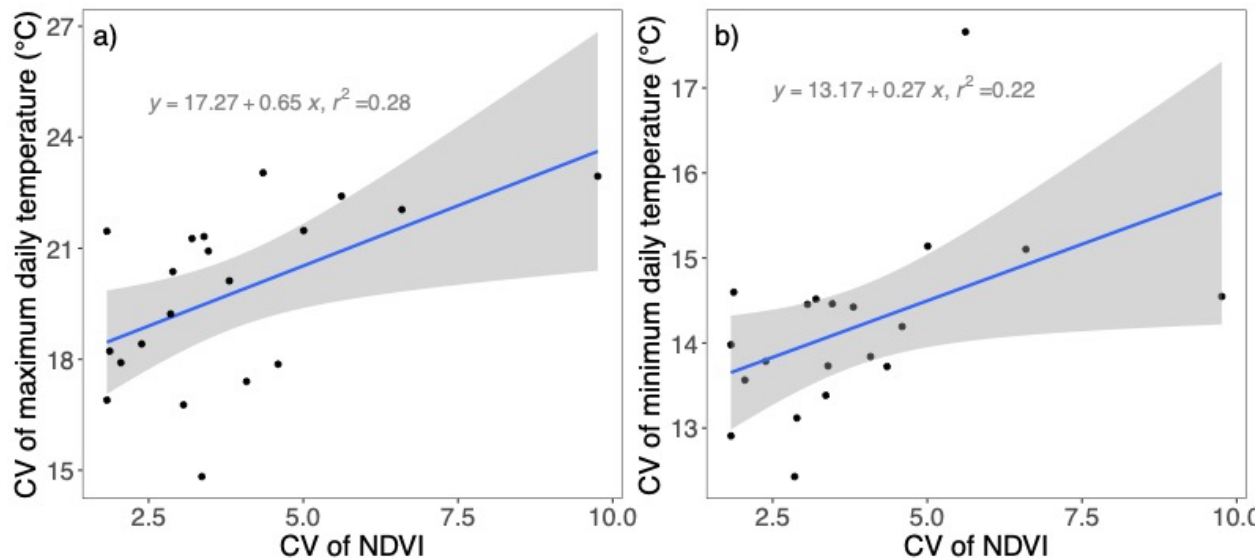 a)
y = 17.27 + 0.65 x, r² =0.28
27
24
21
18
15
2.5
5.0
7.5
10.0
CV of NDVI
CV of maximum daily temperature (°C)
b)
y = 13.17 + 0.27 x, r² =0.22
17
16
15
14
13
2.5
5.0
7.5
10.0
CV of NDVI
CV of minimum daily temperature (°C)